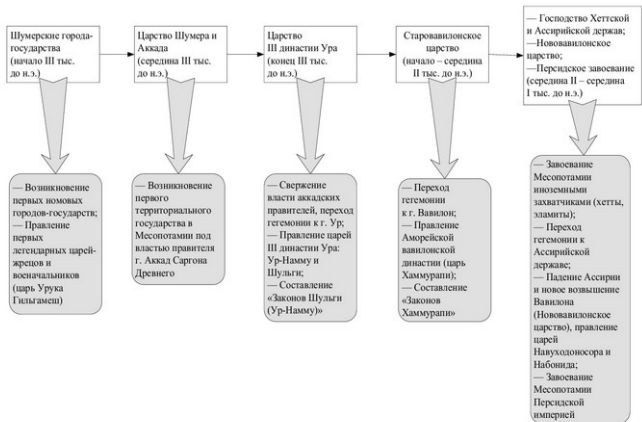 Шумерские города-
государства
(начало III тыс.
до н.э.)
Царство Шумера и
Аккада
(середина III тыс.
до н.э.)
Царство
III династии Ура
(конец III тыс.
до н.э.)
Старовавилонское
царство
(начало – середина
II тыс. до н.э.)
— Господство Хеттской
и Ассирийской держав;
— Нововавилонское
царство;
—Персидское завоевание
(середина II – середина
I тыс. до н.э.)
— Возникновение
первых номовых
городов-государств;
— Правление
первых
легендарных царей-
жрецов и
военачальников
(царь Урука
Гильгамеш)
— Возникновение
первого
территориального
государства в
Месопотамии под
властью правителя
г. Аккад Саргона
Древнего
— Свержение
власти аккадских
правителей, переход
гегемонии к г. Ур;
— Правление царей
III династии Ура:
Ур-Намму и
Шульги;
— Составление
«Законов Шульги
(Ур-Намму)»
— Переход
гегемонии
к г. Вавилон;
— Правление
Аморейской
вавилонской
династии (царь
Хаммурапи);
— Составление
«Законов
Хаммурапи»
— Завоевание
Месопотамии
иноземными
захватчиками (хетты,
эламиты);
— Переход
гегемонии к
Ассирийской
державе;
— Падение Ассирии
и новое возвышение
Вавилона
(Нововавилонское
царство), правление
царей
Навуходоносора и
Набонида;
— Завоевание
Месопотамии
Персидской
империей